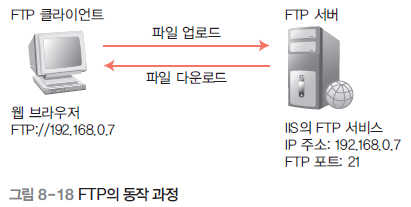 FTP 클라이언트
FTP 서버
파일 업로드
파일 다운로드
웹 브라우저
FTP://192.168.0.7
IIS의 FTP 서비스
IP 주소: 192.168.0.7
FTP 포트: 21
그림 8-18 FTP의 동작 과정